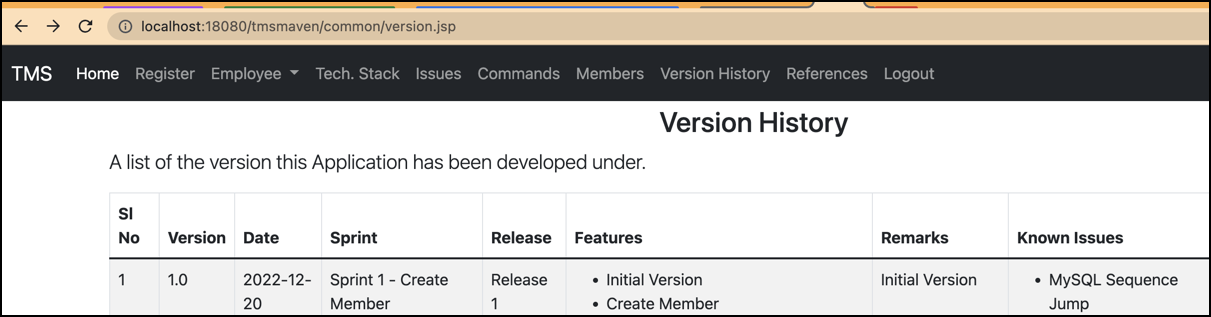 localhost:18080/tmsmaven/common/version.jsp
TMS Home Register Employee Tech. Stack Issues Commands Members Version History References Logout
Version History
A list of the version this Application has been developed under.
Sl No Version Date Sprint Release Features Remarks Known Issues
1 1.0 2022-12-20 Sprint 1 - Create Member Release 1 • Initial Version • Create Member Initial Version • MySQL Sequence Jump